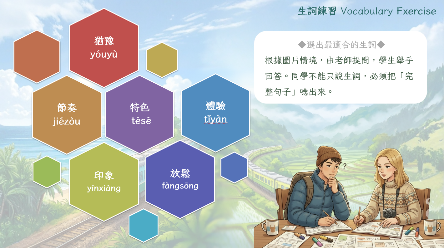 生詞練習 Vocabulary Exercise
◆選出最適合的生詞◆
根據圖片情境,由老師提問,學生舉手
回答。同學不能只說生詞,必須把「完
整句子」唸出來。
猶豫
yóuyù
節奏
jiézòu
特色
tèsè
體驗
tǐyàn
印象
yìnxiàng
放鬆
fàngsōng